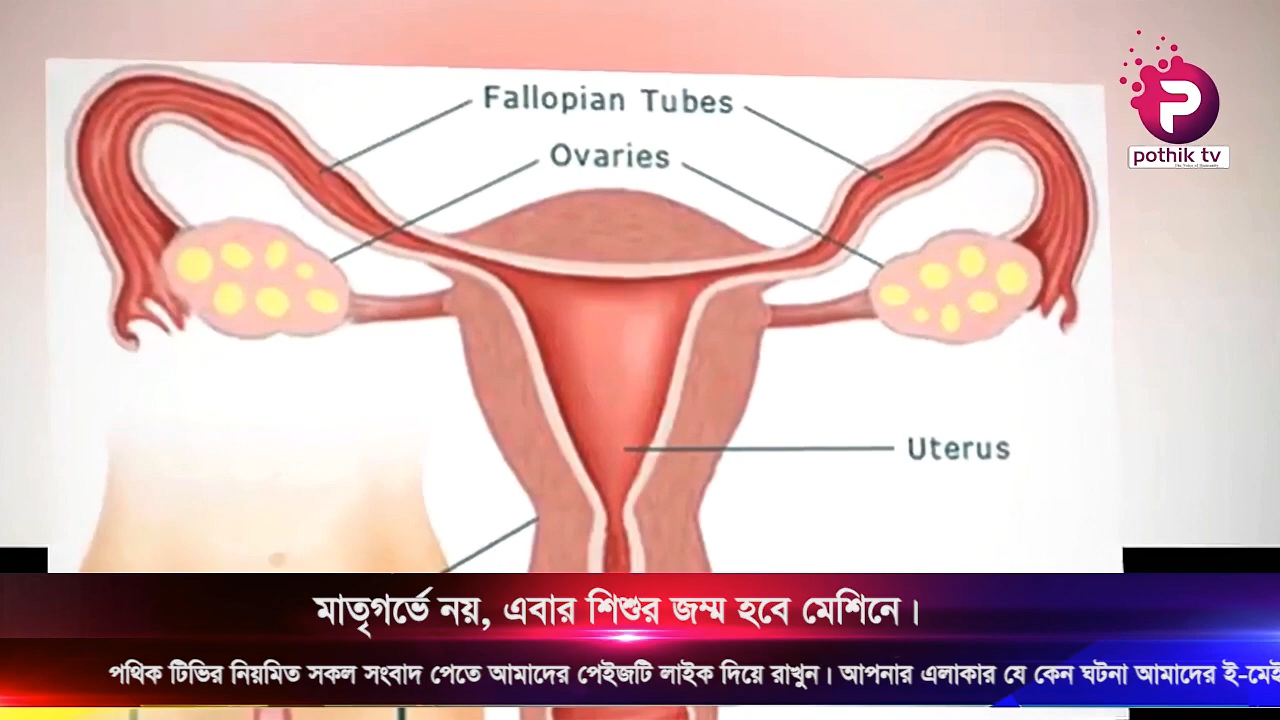 Fallopian Tubes
Ovaries
pothik tv
Uterus
মাতৃগর্ভে নয়, এবার শিশুর জম্ম হবে মেশিনে।
পথিক টিভির নিয়মিত সকল সংবাদ পেতে আমাদের পেইজটি লাইক দিয়ে রাখুন। আপনার এলাকার যে কেন ঘটনা আমাদের ই-মেই